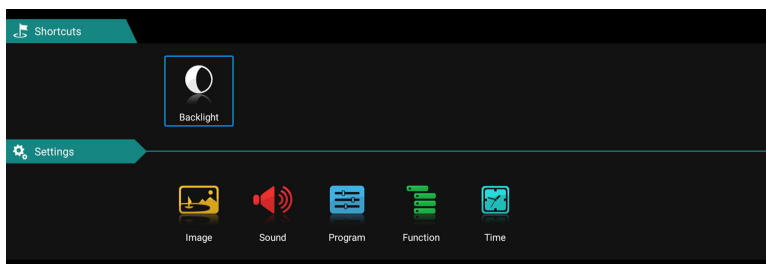 Shortcuts
Backlight
Settings
Image Sound Program Function Time